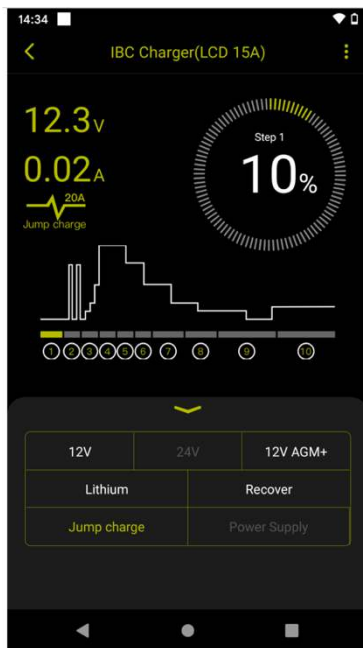 14:34
IBC Charger(LCD 15A)
12.3V
0.02A
20A
Jump charge
Step 1
10%
1 2 3 4 5 6 7 8 9 10
12V 24V 12V AGM+
Lithium Recover
Jump charge Power Supply